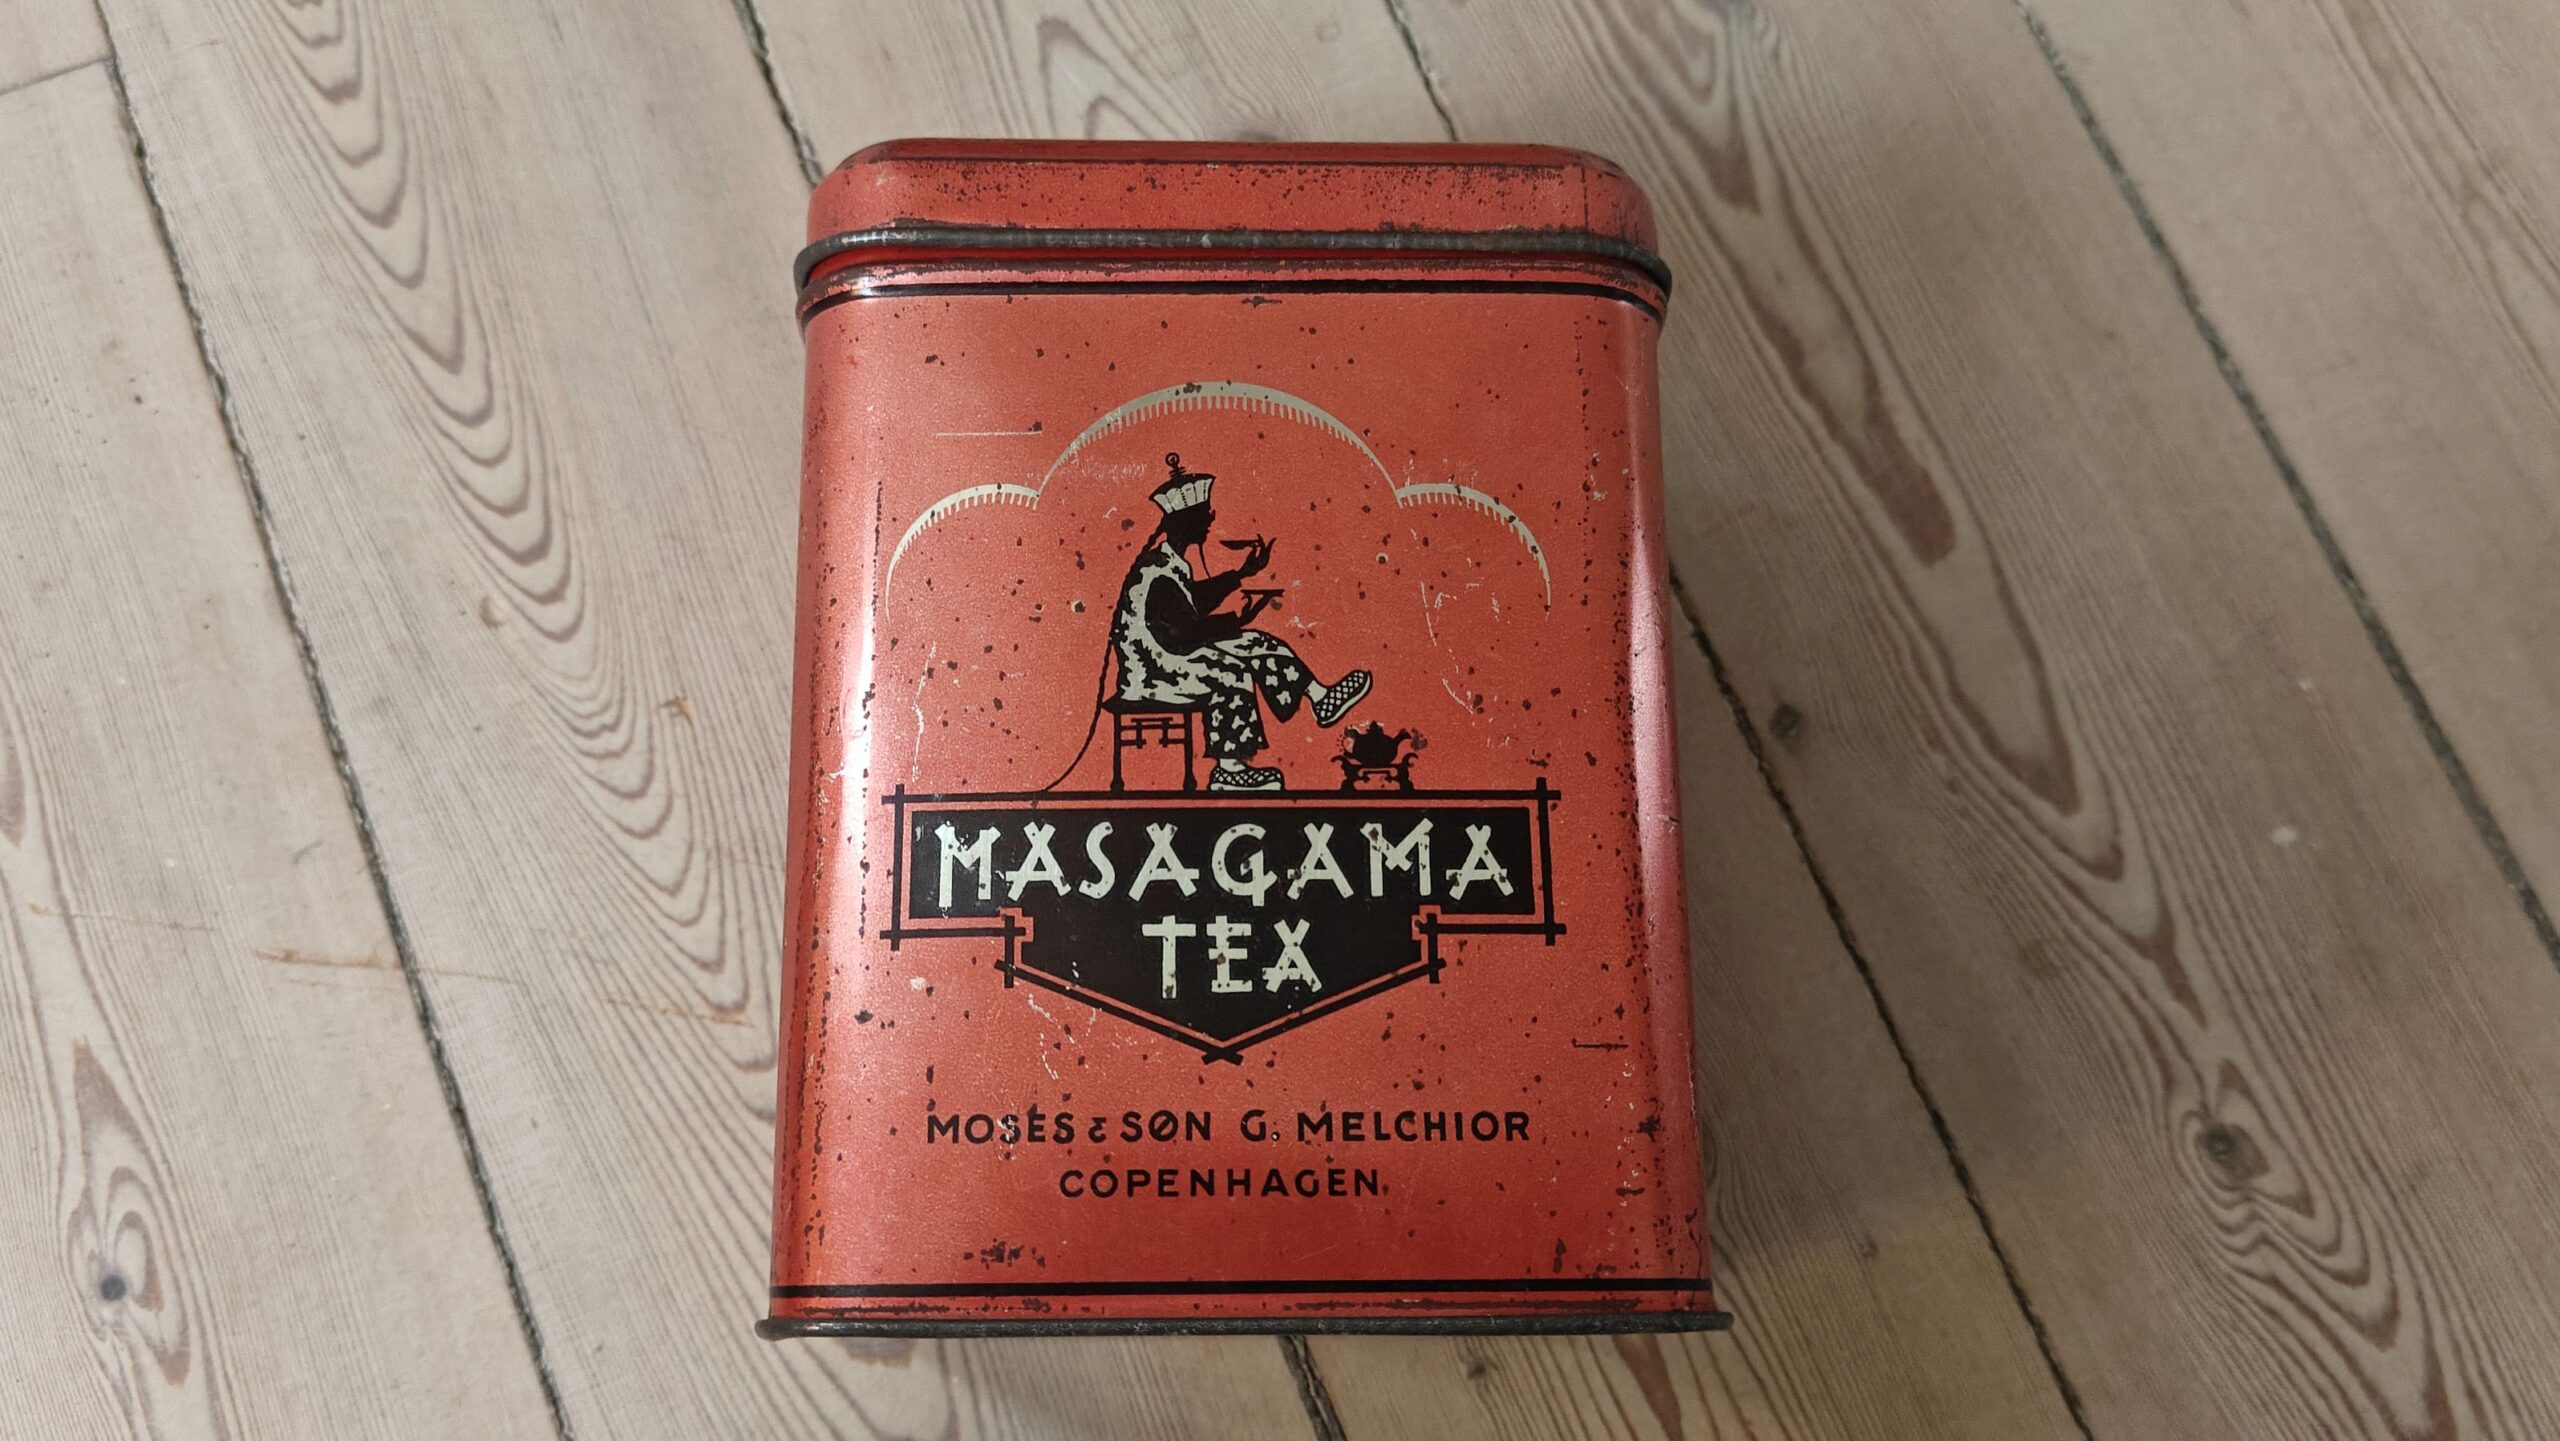 MASAGAMA
TEA
MOSES & SØN G. MELCHIOR
COPENHAGEN.